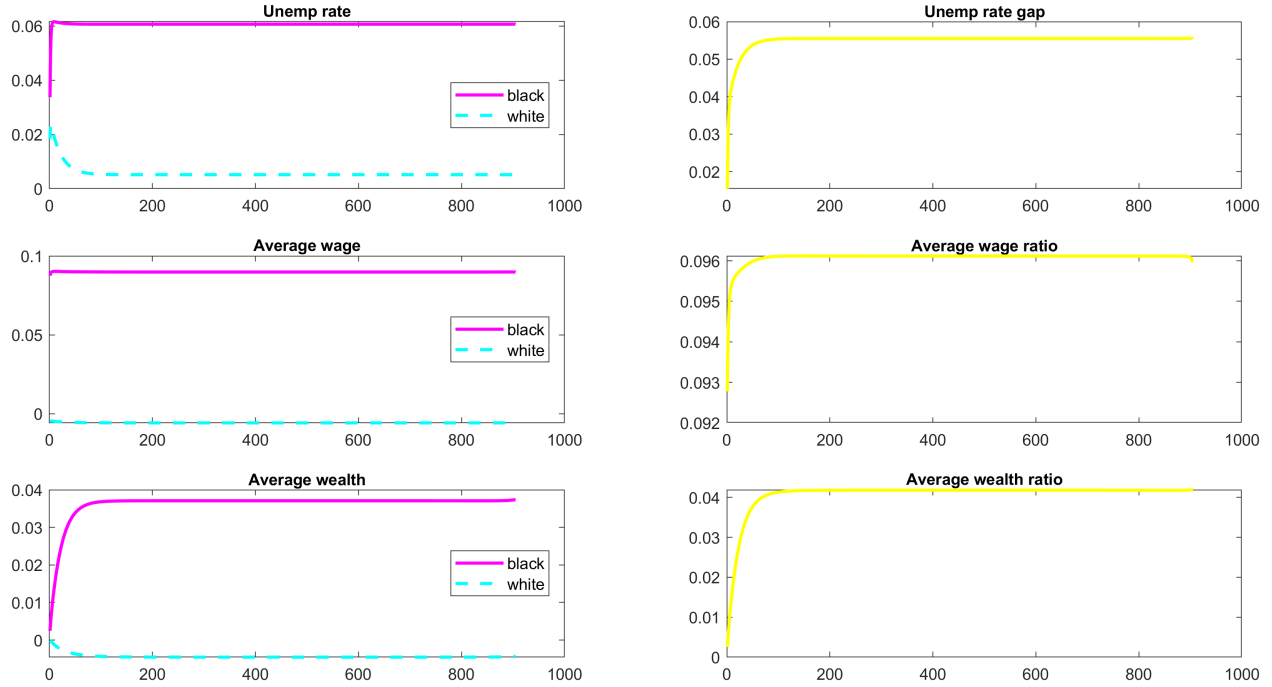 Unemp rate
0.06
0.04
0.02
0
0 200 400 600 800 1000
black
white
Unemp rate gap
0.06
0.05
0.04
0.03
0.02
0 200 400 600 800 1000
Average wage
0.1
0.05
0
0 200 400 600 800 1000
black
white
Average wage ratio
0.096
0.095
0.094
0.093
0.092
0 200 400 600 800 1000
Average wealth
0.04
0.03
0.02
0.01
0
0 200 400 600 800 1000
black
white
Average wealth ratio
0.04
0.03
0.02
0.01
0
0 200 400 600 800 1000